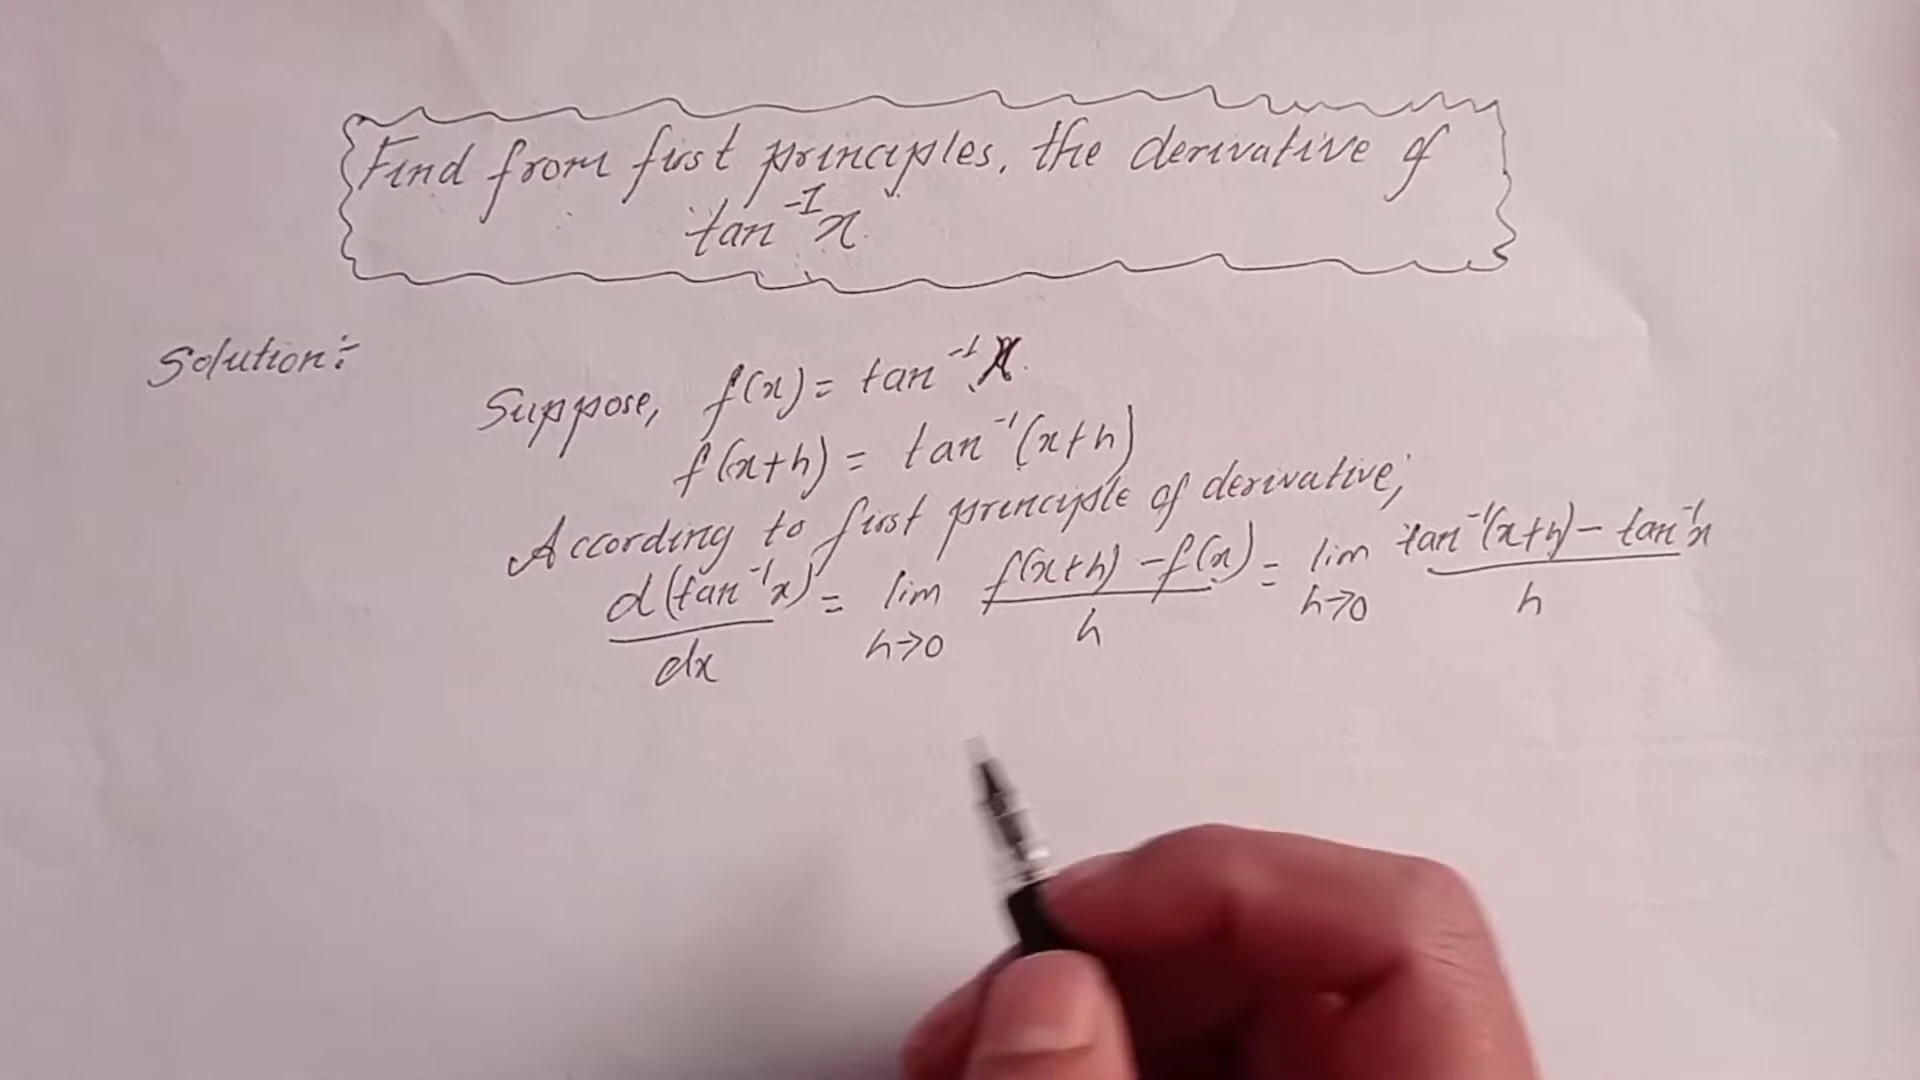 Find from first principles, the derivative of
tan⁻¹x.
Solution:-
Suppose, f(x) = tan⁻¹x.
f(x+h) = tan⁻¹(x+h)
According to first principle of derivative;
d(tan⁻¹x)/dx = lim h→0 f(x+h) - f(x)/h = lim h→0 tan⁻¹(x+h) - tan⁻¹x/h